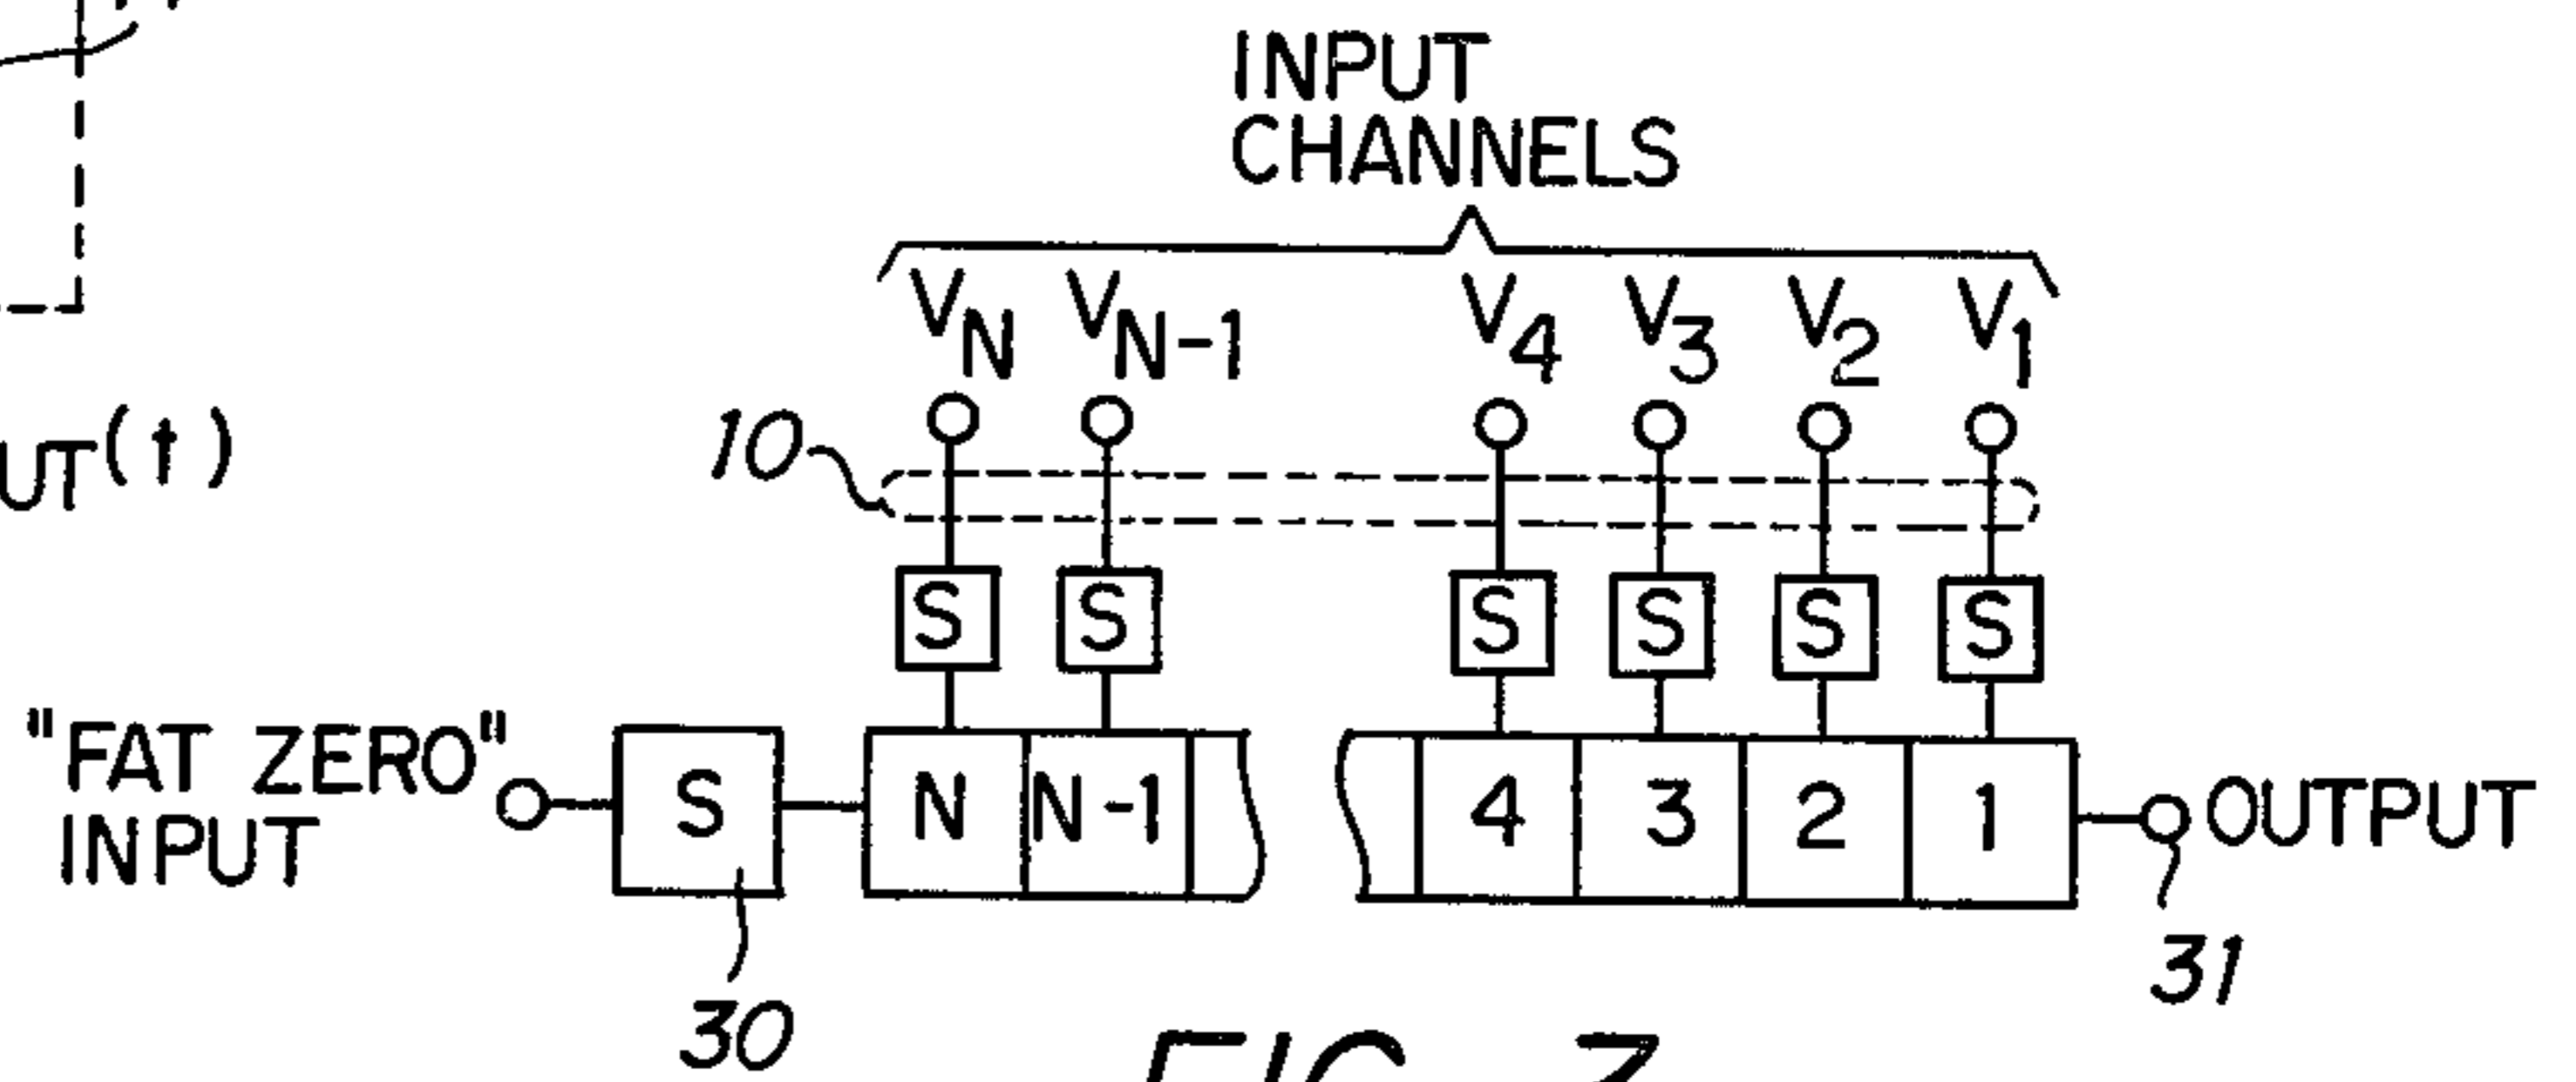 INPUT
CHANNELS
V_N V_N-1 V_4 V_3 V_2 V_1
10
UT(t)
S S S S S S
"FAT ZERO"
INPUT
S N N-1 4 3 2 1 OUTPUT
30
31
FIG